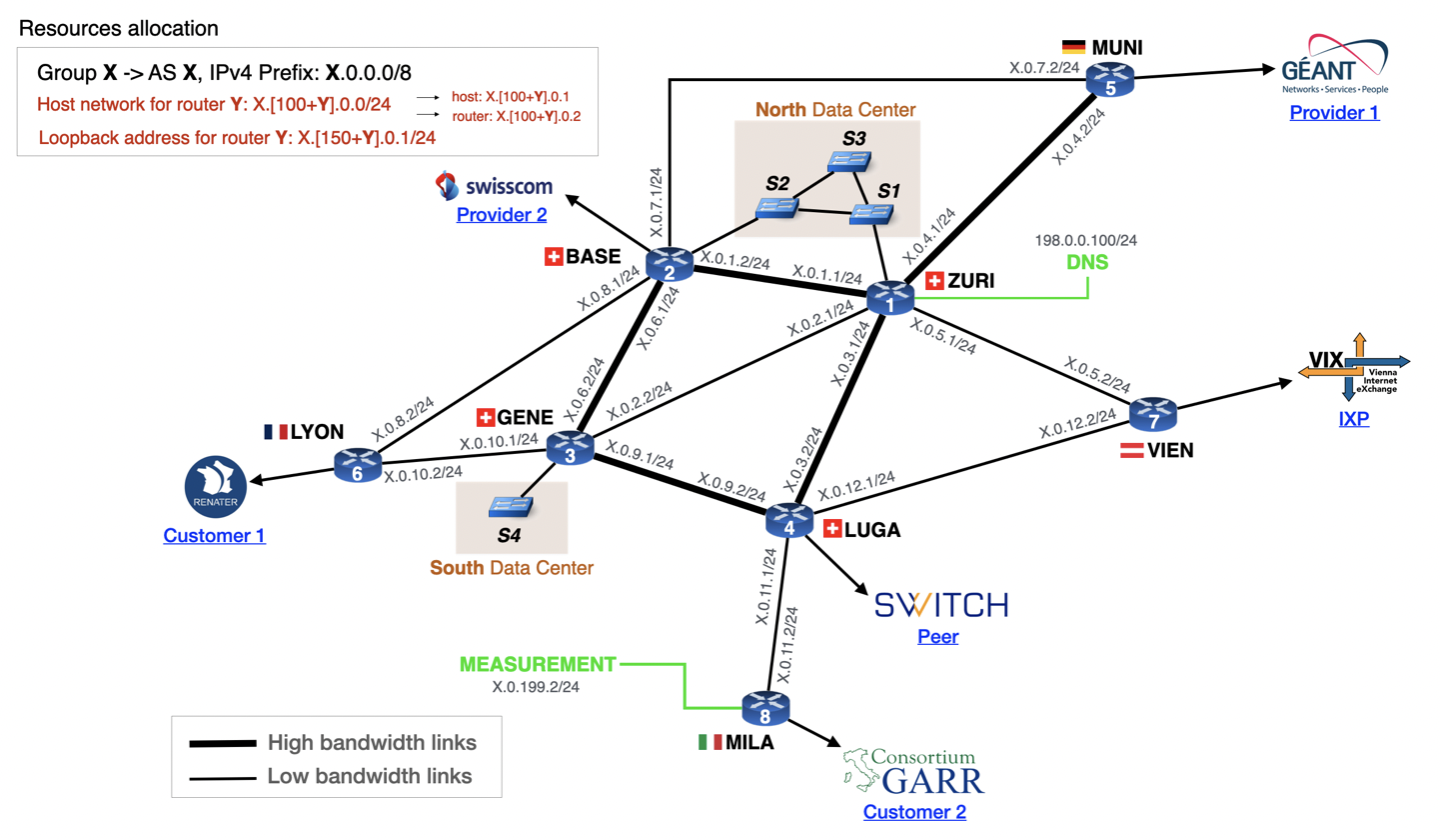 Resources allocation
Group X -> AS X, IPv4 Prefix: X.0.0.0/8
Host network for router Y: X.[100+Y].0.0/24
host: X.[100+Y].0.1
router: X.[100+Y].0.2
Loopback address for router Y: X.[150+Y].0.1/24
MUNI
5
X.0.7.2/24
GÉANT
Networks • Services • People
Provider 1
X.0.4.2/24
North Data Center
S3
S2
S1
swisscom
Provider 2
X.0.7.1/24
BASE
2
X.0.1.2/24
X.0.1.1/24
X.0.4.1/24
198.0.0.100/24
DNS
ZURI
1
X.0.8.1/24
X.0.6.1/24
X.0.2.1/24
X.0.3.1/24
X.0.5.1/24
VIX
Vienna
Internet
eXchange
IXP
X.0.5.2/24
X.0.6.2/24
X.0.2.2/24
X.0.8.2/24
GENE
3
LYON
6
X.0.10.1/24
X.0.10.2/24
X.0.9.1/24
X.0.9.2/24
X.0.3.2/24
X.0.12.2/24
7
VIEN
X.0.12.1/24
RENATER
Customer 1
S4
South Data Center
4
LUGA
X.0.11.1/24
SWITCH
Peer
X.0.11.2/24
MEASUREMENT
X.0.199.2/24
8
MILA
Consortium
GARR
Customer 2
High bandwidth links
Low bandwidth links